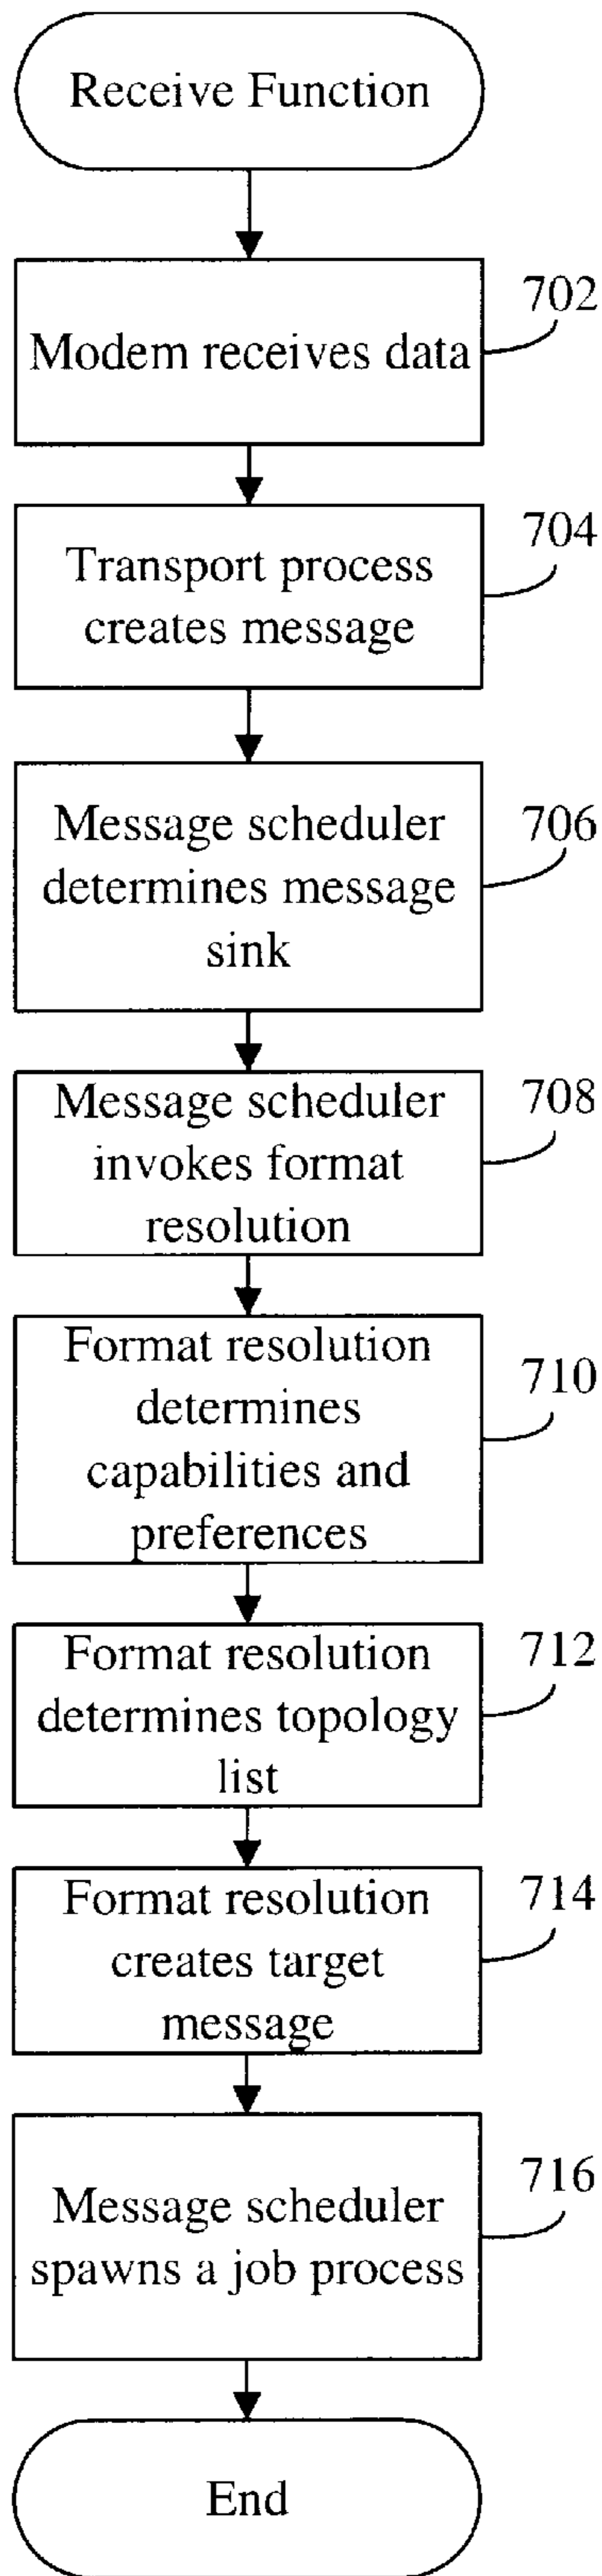 Receive Function
702
Modem receives data
704
Transport process
creates message
706
Message scheduler
determines message
sink
708
Message scheduler
invokes format
resolution
710
Format resolution
determines
capabilities and
preferences
712
Format resolution
determines topology
list
714
Format resolution
creates target
message
716
Message scheduler
spawns a job process
End